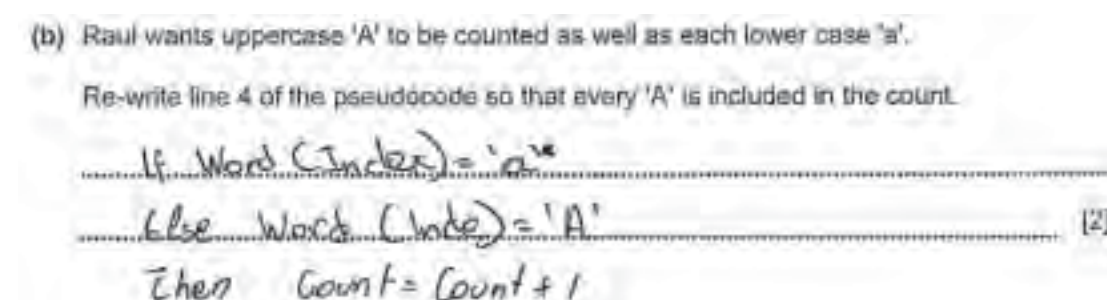 (b) Raul wants uppercase 'A' to be counted as well as each lower case 'a'.
Re-write line 4 of the pseudocode so that every 'A' is included in the count.
If Word (Index) = 'a'
Else Word (Inde) = 'A'
[2]
Then Count = Count + 1